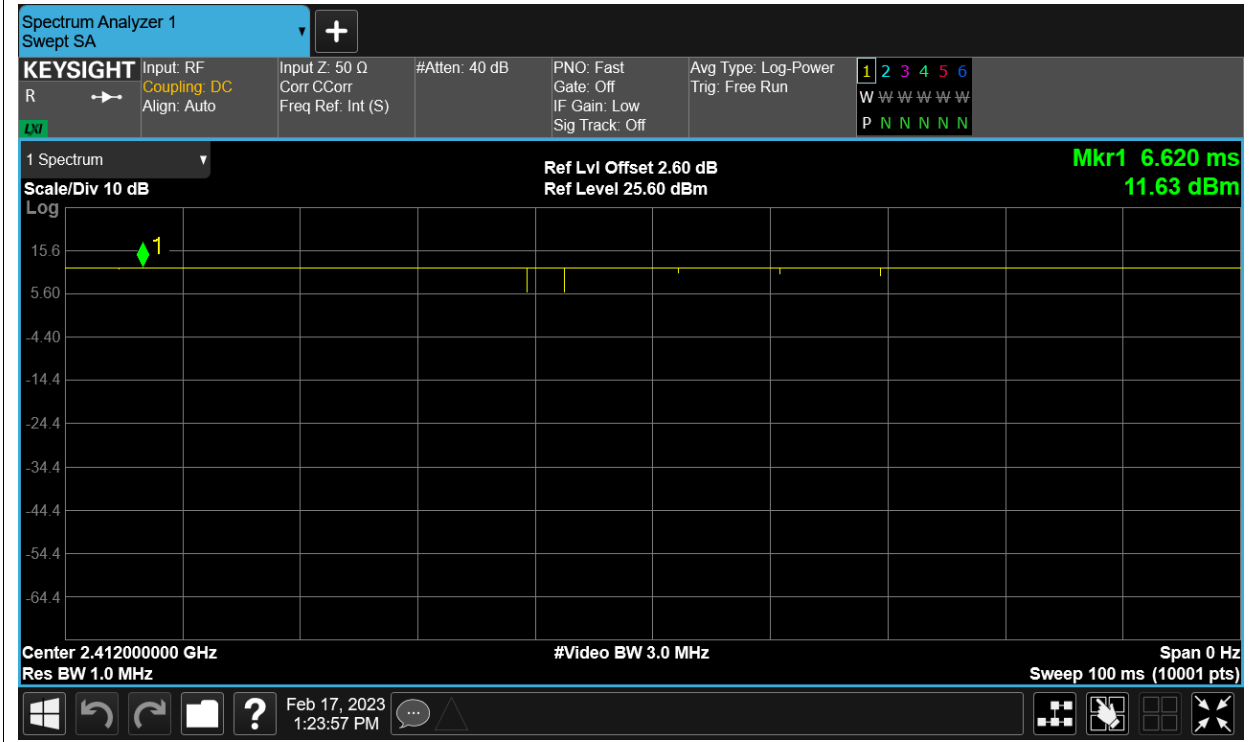 Spectrum Analyzer 1
Swept SA
+
KEYSIGHT
R
LXI
Input: RF
Coupling: DC
Align: Auto
Input Z: 50 Ω
Corr CCorr
Freq Ref: Int (S)
#Atten: 40 dB
PNO: Fast
Gate: Off
IF Gain: Low
Sig Track: Off
Avg Type: Log-Power
Trig: Free Run
1 2 3 4 5 6
W W W W W W
P N N N N N
1 Spectrum
Scale/Div 10 dB
Ref Lvl Offset 2.60 dB
Ref Level 25.60 dBm
Mkr1 6.620 ms
11.63 dBm
Log
1
15.6
5.60
-4.40
-14.4
-24.4
-34.4
-44.4
-54.4
-64.4
Center 2.412000000 GHz
Res BW 1.0 MHz
#Video BW 3.0 MHz
Span 0 Hz
Sweep 100 ms (10001 pts)
?
Feb 17, 2023
1:23:57 PM